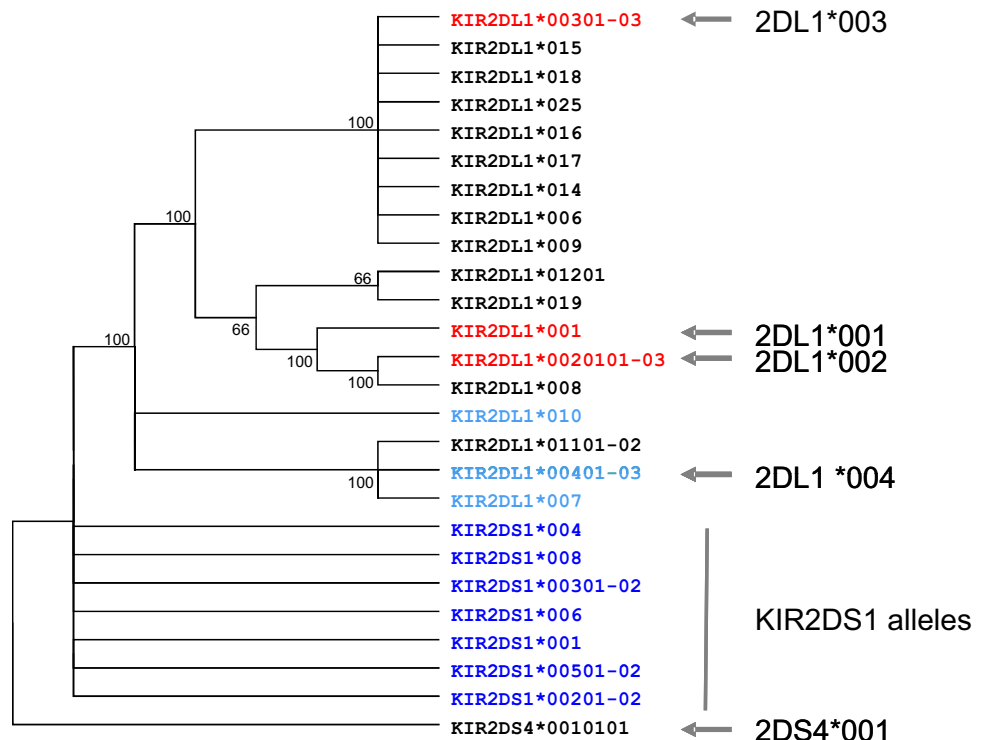 KIR2DL1*00301-03 2DL1*003
KIR2DL1*015
KIR2DL1*018
KIR2DL1*025
100 KIR2DL1*016
KIR2DL1*017
KIR2DL1*014
100 KIR2DL1*006
KIR2DL1*009
66 KIR2DL1*01201
KIR2DL1*019
66 KIR2DL1*001 2DL1*001
100 KIR2DL1*0020101-03 2DL1*002
100 KIR2DL1*008
100
KIR2DL1*010
KIR2DL1*01101-02
100 KIR2DL1*00401-03 2DL1 *004
KIR2DL1*007
KIR2DS1*004
KIR2DS1*008
KIR2DS1*00301-02
KIR2DS1*006 KIR2DS1 alleles
KIR2DS1*001
KIR2DS1*00501-02
KIR2DS1*00201-02
KIR2DS4*0010101 2DS4*001